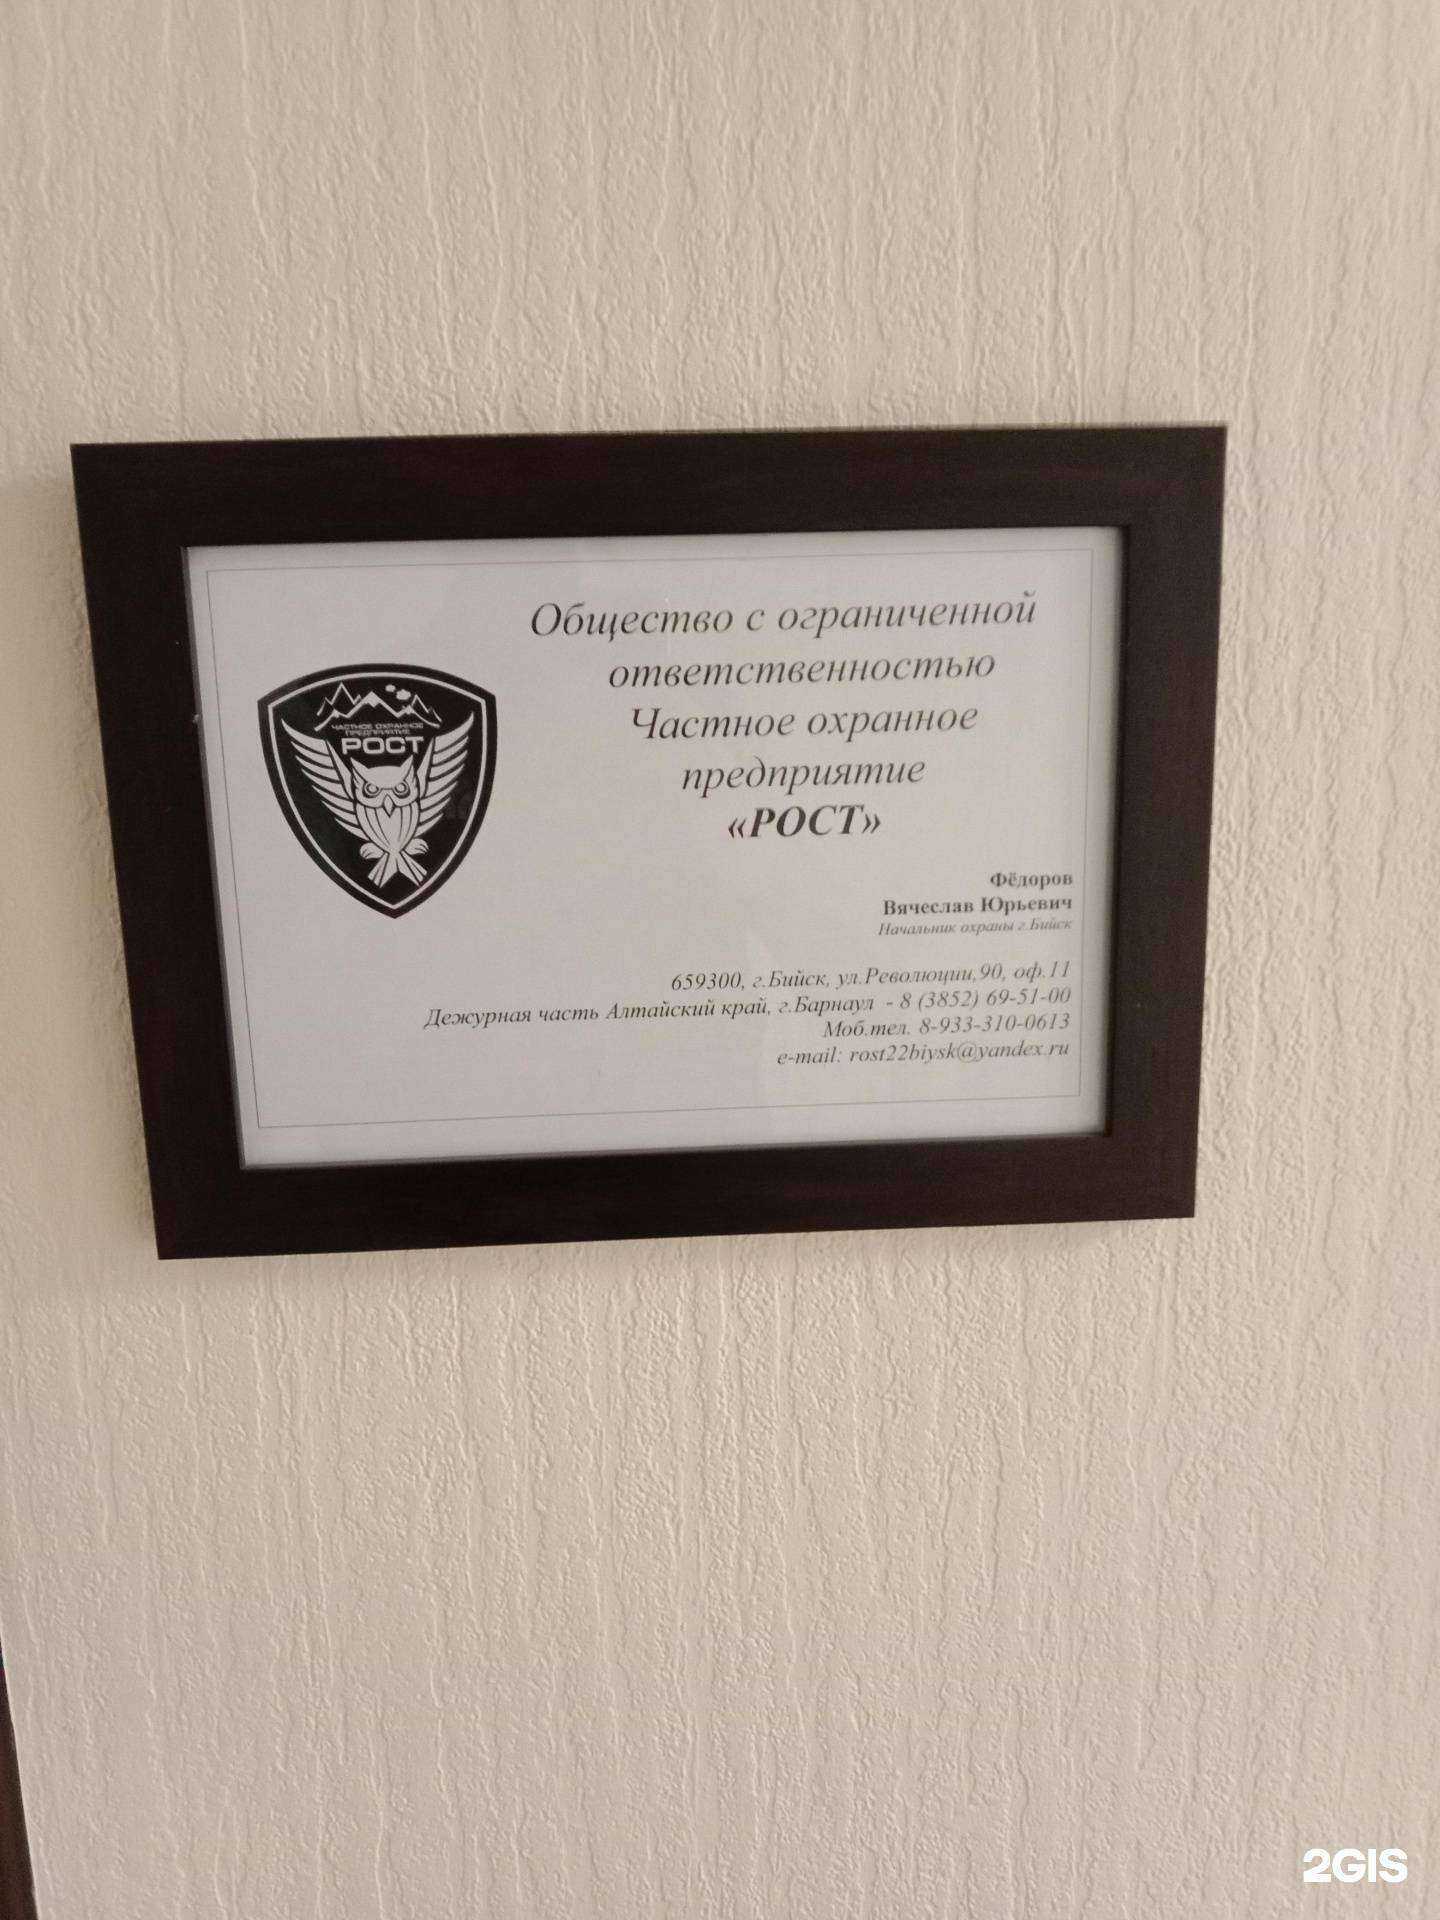 Общество с ограниченной
ответственностью
Частное охранное
предприятие
«РОСТ»
ЧАСТНОЕ ОХРАННОЕ
ПРЕДПРИЯТИЕ
РОСТ
Фёдоров
Вячеслав Юрьевич
Начальник охраны г.Бийск
659300, г.Бийск, ул.Революции,90, оф.11
Дежурная часть Алтайский край, г.Барнаул - 8 (3852) 69-51-00
Моб.тел. 8-933-310-0613
e-mail: rost22biysk@yandex.ru
2GIS